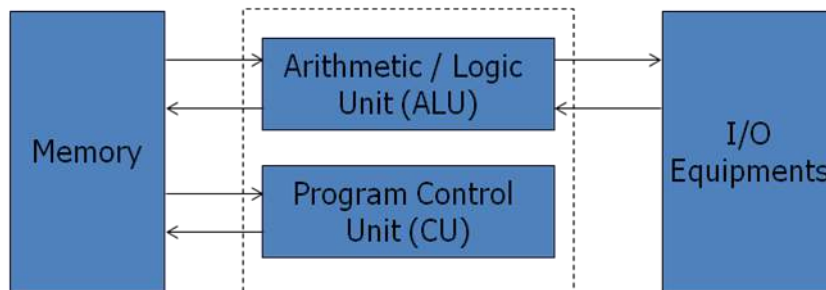 Memory
Arithmetic / Logic
Unit (ALU)
Program Control
Unit (CU)
I/O
Equipments